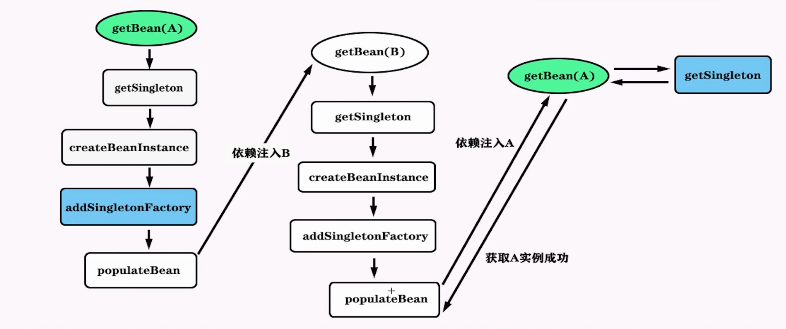 getBean(A)
getSingleton
createBeanInstance
addSingletonFactory
populateBean
依赖注入B
getBean(B)
getSingleton
createBeanInstance
addSingletonFactory
populateBean
依赖注入A
获取A实例成功
getBean(A)
getSingleton